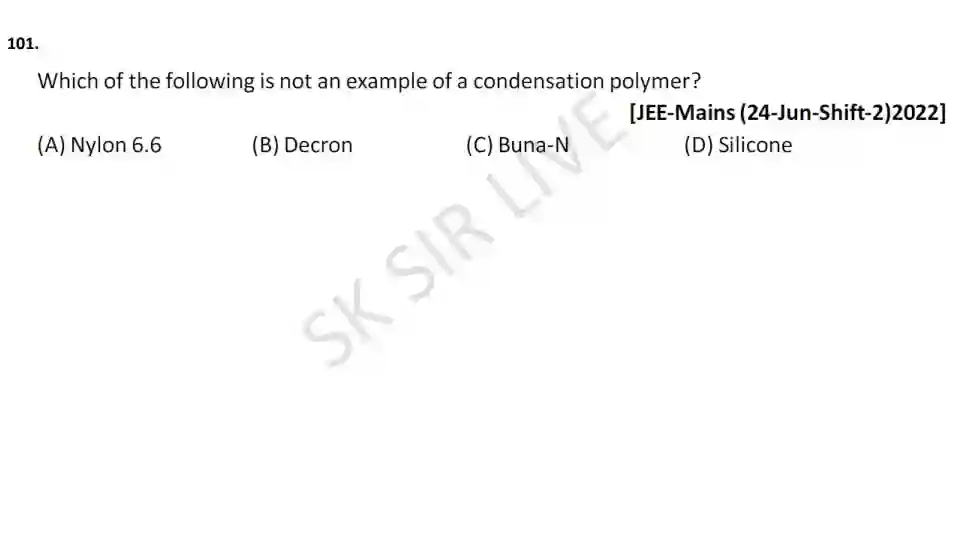 101.
Which of the following is not an example of a condensation polymer?
[JEE-Mains (24-Jun-Shift-2)2022]
(A) Nylon 6.6 (B) Decron (C) Buna-N (D) Silicone
SK SIR LIVE